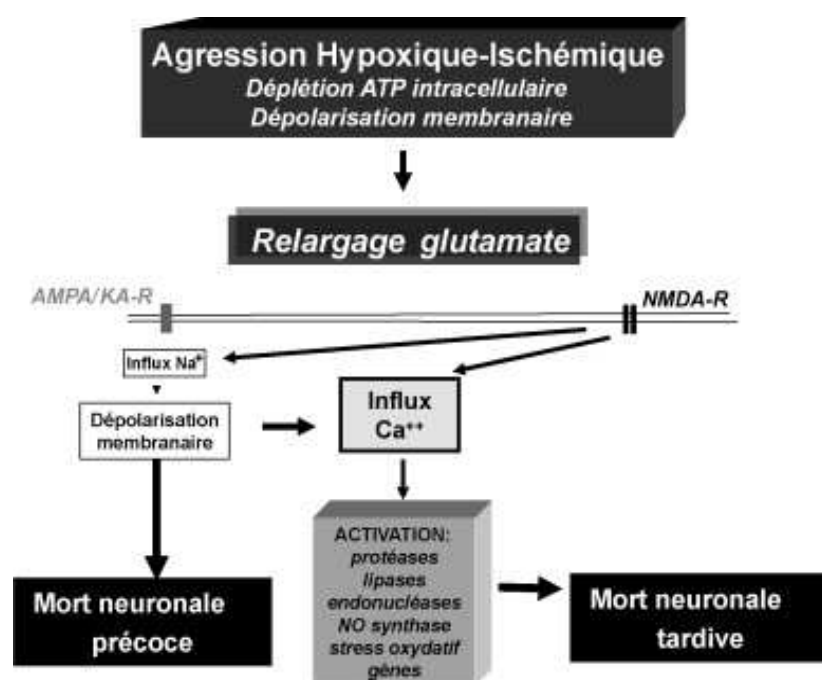 Agression Hypoxique-Ischémique
Déplétion ATP intracellulaire
Dépolarisation membranaire
Relargage glutamate
AMPA/KA-R
NMDA-R
Influx Na+
Dépolarisation
membranaire
Influx
Ca++
ACTIVATION:
protéases
lipases
endonucléases
NO synthase
stress oxydatif
gènes
Mort neuronale
précoce
Mort neuronale
tardive